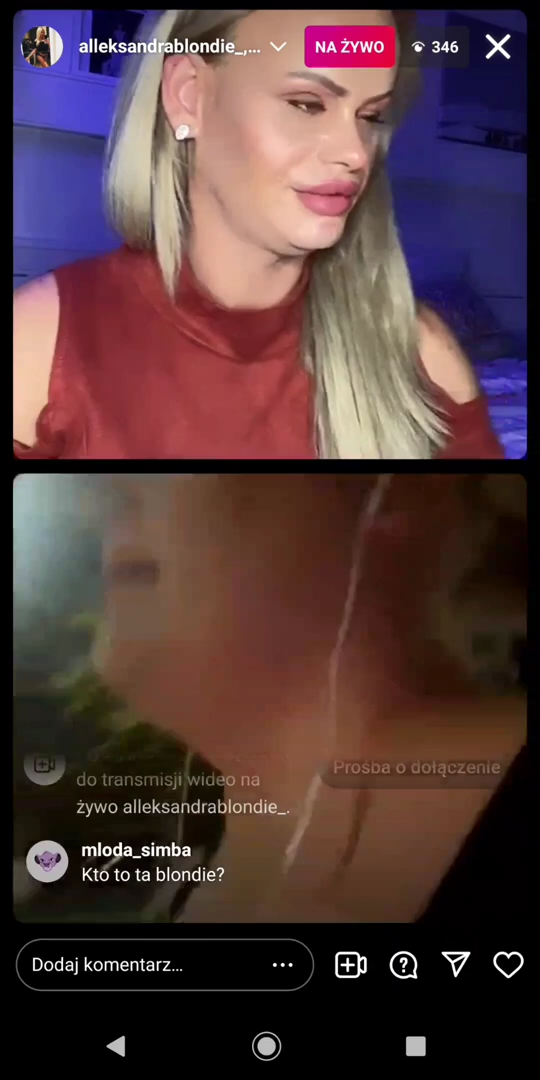 alleksandrablondie_,...
NA ŻYWO
346
Prośba o dołączenie
do transmisji wideo na
żywo alleksandrablondie_.
mloda_simba
Kto to ta blondie?
Dodaj komentarz...